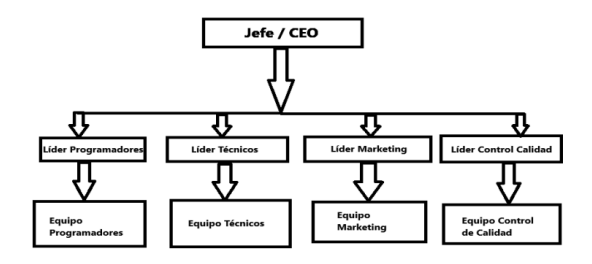 Jefe / CEO
Líder Programadores
Líder Técnicos
Líder Marketing
Líder Control Calidad
Equipo
Programadores
Equipo Técnicos
Equipo
Marketing
Equipo Control
de Calidad